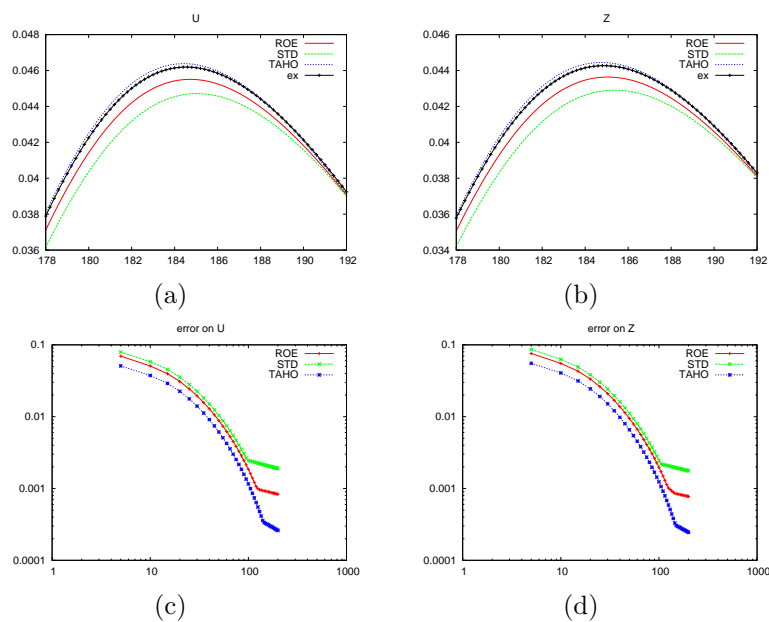 U
0.048
0.046
0.044
0.042
0.04
0.038
0.036
178 180 182 184 186 188 190 192
ROE
STD
TAHO
ex
(a)
Z
0.048
0.046
0.044
0.042
0.04
0.038
0.036
0.034
178 180 182 184 186 188 190 192
ROE
STD
TAHO
ex
(b)
error on U
0.1
0.01
0.001
0.0001
1 10 100 1000
ROE
STD
TAHO
(c)
error on Z
0.1
0.01
0.001
0.0001
1 10 100 1000
ROE
STD
TAHO
(d)